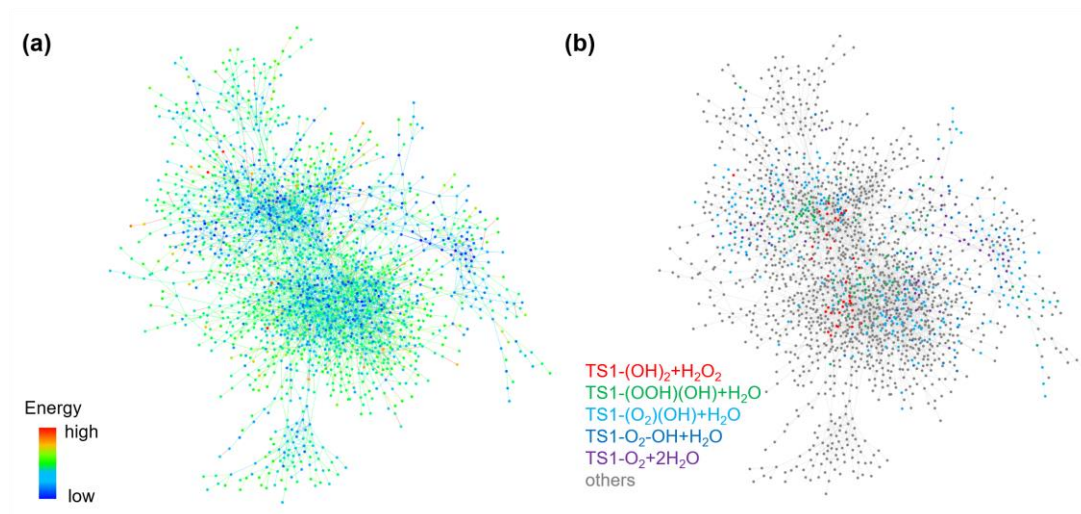 (a)
(b)
Energy
high
low
TS1-(OH)₂+H₂O₂
TS1-(OOH)(OH)+H₂O
TS1-(O₂)(OH)+H₂O
TS1-O₂-OH+H₂O
TS1-O₂+2H₂O
others